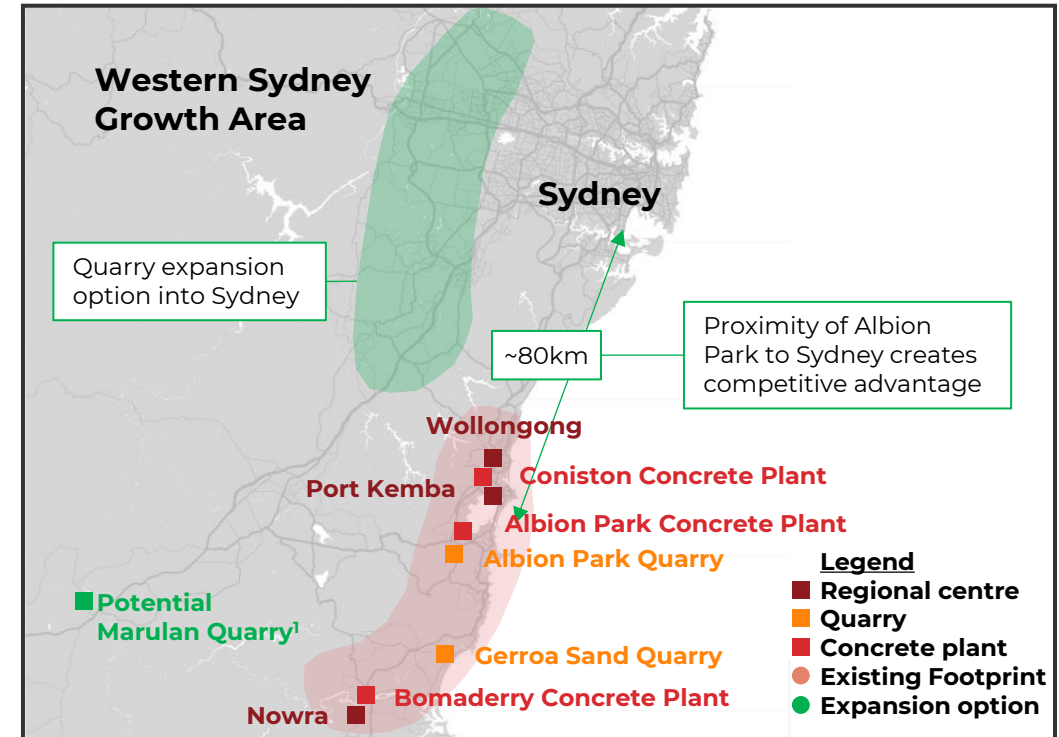 Western Sydney
Growth Area
Sydney
Quarry expansion
option into Sydney
~80km
Proximity of Albion
Park to Sydney creates
competitive advantage
Wollongong
Coniston Concrete Plant
Port Kemba
Albion Park Concrete Plant
Albion Park Quarry
Potential
Marulan Quarry¹
Gerroa Sand Quarry
Bomaderry Concrete Plant
Nowra
Legend
Regional centre
Quarry
Concrete plant
Existing Footprint
Expansion option